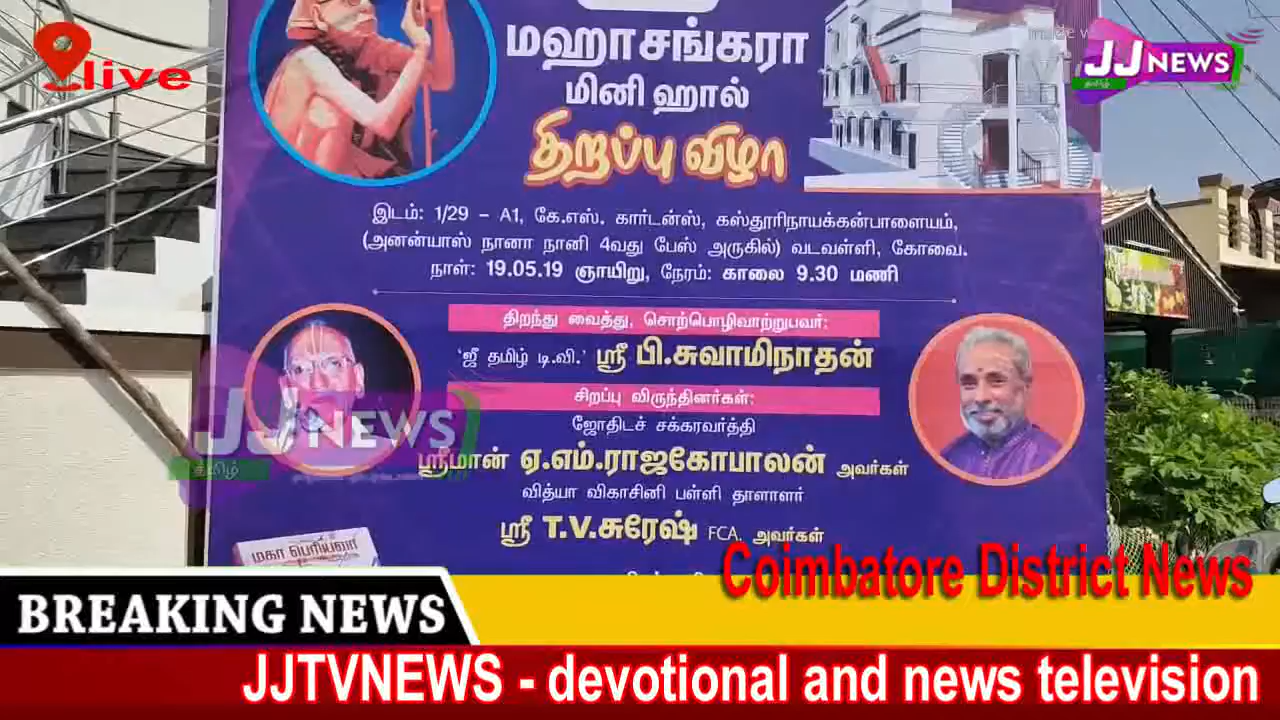 live
மஹாசங்கரா
மினி ஹால்
திறப்பு விழா
JJ NEWS
தமிழ்
இடம்: 1/29 – A1, கே.எஸ், கார்டன்ஸ், கஸ்தூரிநாயக்கன்பாளையம்,
(அனன்யாஸ் நானா நானி 4வது பேஸ் அருகில்) வடவள்ளி, கோவை.
நாள்: 19.05.19 ஞாயிறு, நேரம்: காலை 9.30 மணி
திறந்து வைத்து, சொற்பொழிவாற்றுபவர்:
'ஜீ தமிழ் டி.வி.' ஸ்ரீ பி.சுவாமிநாதன்
சிறப்பு விருந்தினர்கள்:
ஜோதிடச் சக்கரவர்த்தி
ஸ்ரீமான் ஏ.எம்.ராஜகோபாலன் அவர்கள்
வித்யா விகாசினி பள்ளி தாளாளர்
ஸ்ரீ T.V.சுரேஷ் FCA. அவர்கள்
JJ NEWS
தமிழ்
மகா பெரியவா
Coimbatore District News
BREAKING NEWS
JJTVNEWS - devotional and news television